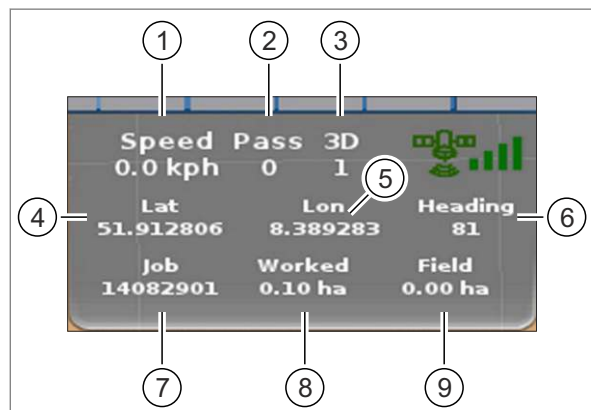 1 2 3
Speed Pass 3D
0.0 kph 0 1
5
4 Lat Lon Heading 6
51.912806 8.389283 81
Job Worked Field
14082901 0.10 ha 0.00 ha
7 8 9